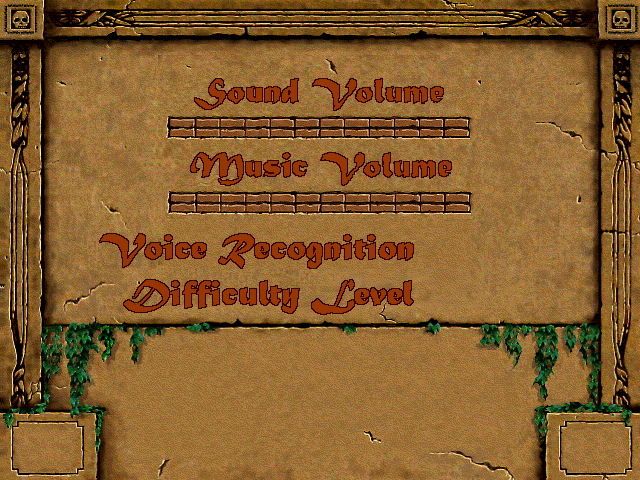 Sound Volume
Music Volume
Voice Recognition
Difficulty Level